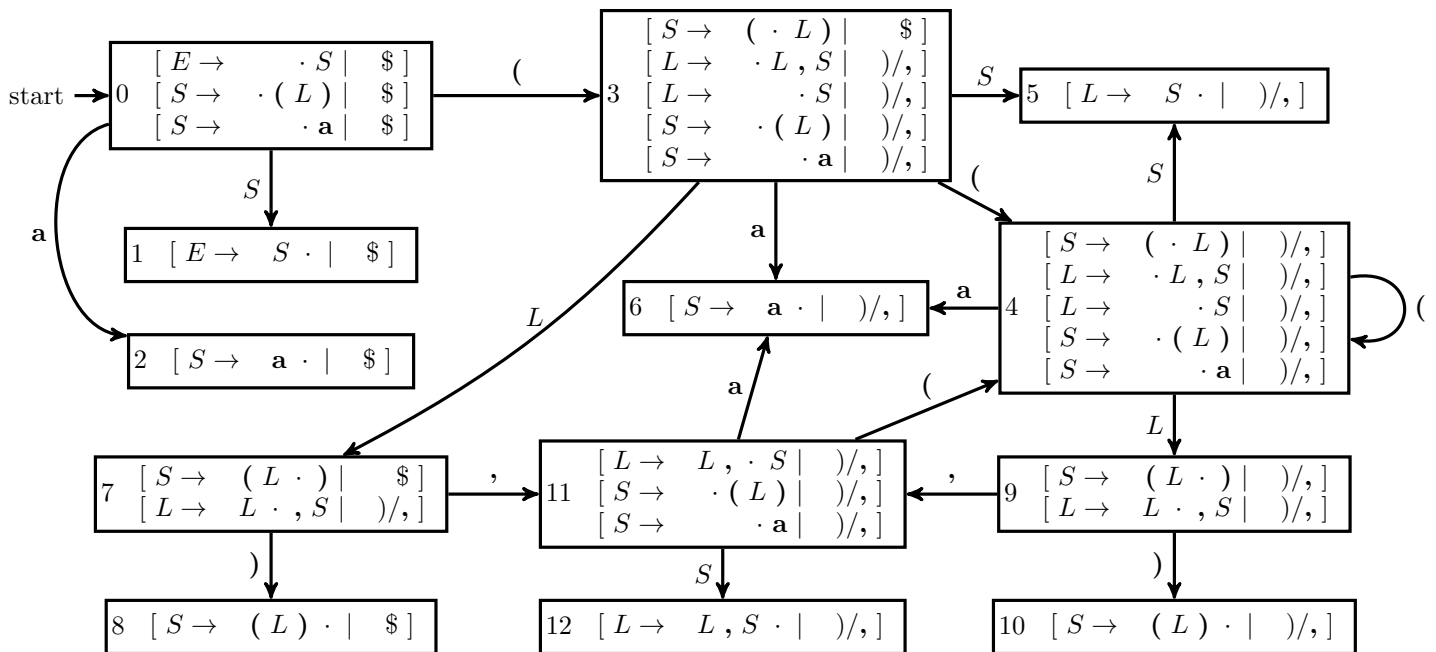 start
0
[ E → · S | $ ]
[ S → · ( L ) | $ ]
[ S → · a | $ ]
(
3
[ S → ( · L ) | $ ]
[ L → · L , S | )/, ]
[ L → · S | )/, ]
[ S → · ( L ) | )/, ]
[ S → · a | )/, ]
S
5 [ L → S · | )/, ]
a
S
1 [ E → S · | $ ]
2 [ S → a · | $ ]
L
a
(
S
6 [ S → a · | )/, ]
a
4
[ S → ( · L ) | )/, ]
[ L → · L , S | )/, ]
[ L → · S | )/, ]
[ S → · ( L ) | )/, ]
[ S → · a | )/, ]
(
a
(
L
7
[ S → ( L · ) | $ ]
[ L → L · , S | )/, ]
,
11
[ L → L , · S | )/, ]
[ S → · ( L ) | )/, ]
[ S → · a | )/, ]
,
9
[ S → ( L · ) | )/, ]
[ L → L · , S | )/, ]
)
S
)
8 [ S → ( L ) · | $ ]
12 [ L → L , S · | )/, ]
10 [ S → ( L ) · | )/, ]